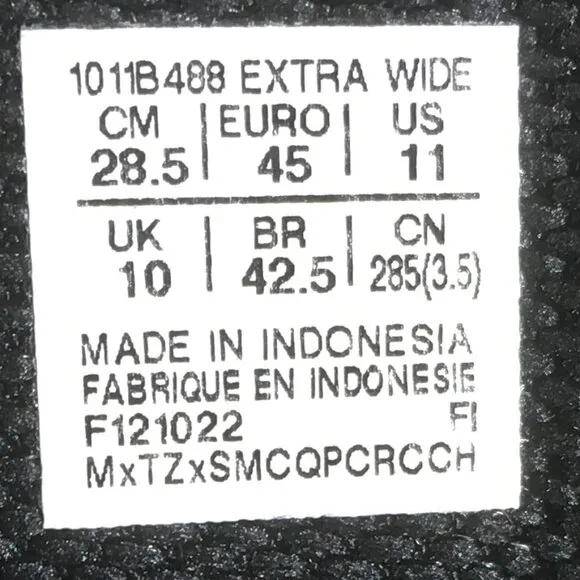 1011B488 EXTRA WIDE
CM | EURO | US
28.5 | 45 | 11
UK | BR | CN
10 | 42.5 | 285(3.5)
MADE IN INDONESIA
FABRIQUE EN INDONESIE
F121022 FI
MxTZxSMCQPCRCCH